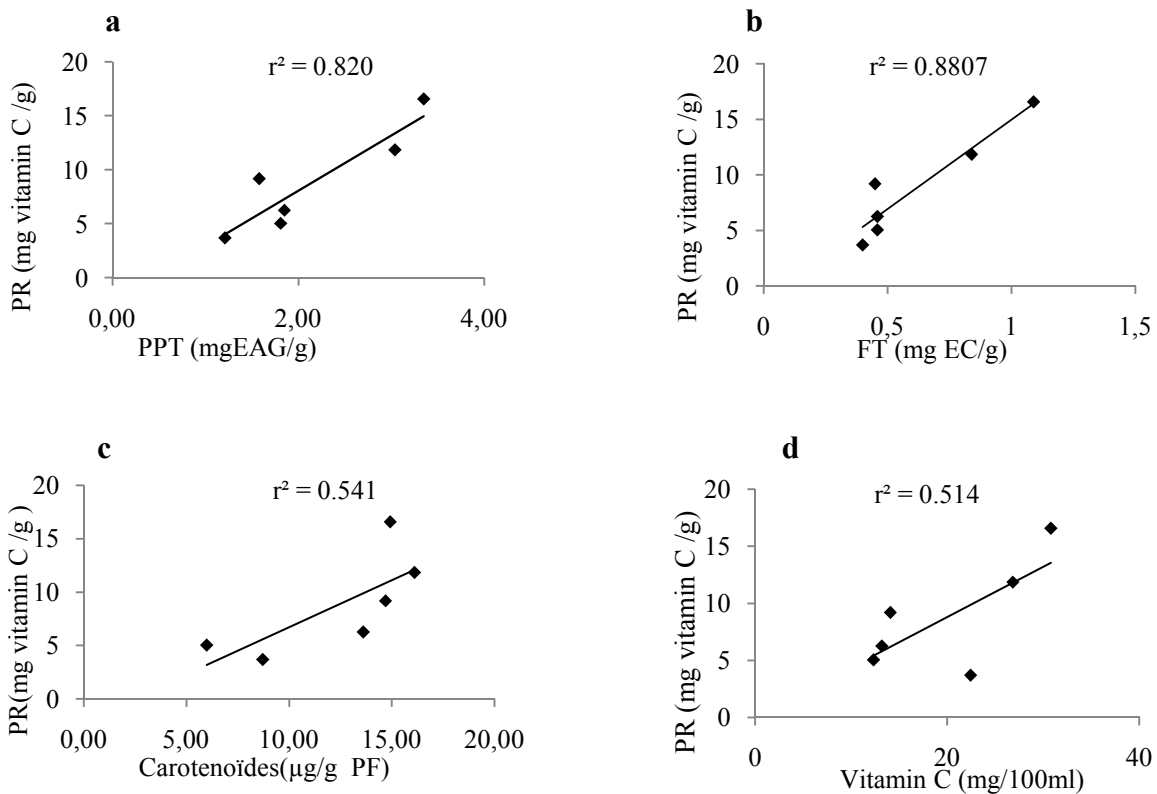 a
r² = 0.820
PR (mg vitamin C /g)
20
15
10
5
0
0,00 2,00 4,00
PPT (mgEAG/g)
b
r² = 0.8807
PR (mg vitamin C /g)
20
15
10
5
0
0 0,5 1 1,5
FT (mg EC/g)
c
r² = 0.541
PR(mg vitamin C /g )
20
15
10
5
0
0,00 5,00 10,00 15,00 20,00
Carotenoïdes(µg/g PF)
d
r² = 0.514
PR (mg vitamin C /g)
20
15
10
5
0
0 20 40
Vitamin C (mg/100ml)